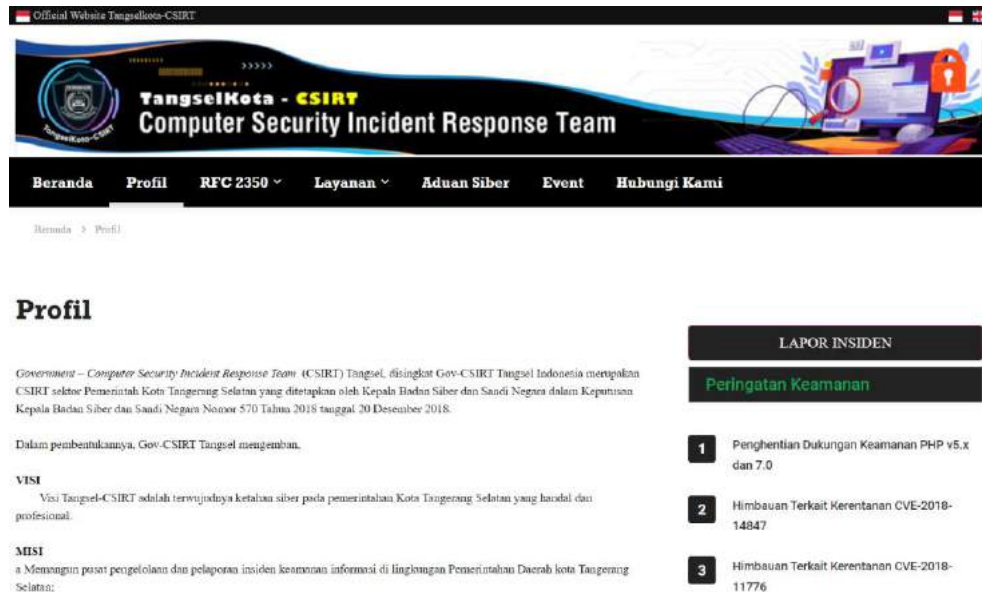 Official Website Tangselkota-CSIRT
TangselKota-CSIRT
TangselKota - CSIRT
Computer Security Incident Response Team
Beranda Profil RFC 2350 Layanan Aduan Siber Event Hubungi Kami
Beranda > Profil
Profil
Government – Computer Security Incident Response Team (CSIRT) Tangsel, disingkat Gov-CSIRT Tangsel Indonesia merupakan
CSIRT sektor Pemerintah Kota Tangerang Selatan yang ditetapkan oleh Kepala Badan Siber dan Sandi Negara dalam Keputusan
Kepala Badan Siber dan Sandi Negara Nomor 570 Tahun 2018 tanggal 20 Desember 2018.
Dalam pembentukannya, Gov-CSIRT Tangsel mengemban,
VISI
Visi Tangsel-CSIRT adalah terwujudnya ketahan siber pada pemerintahan Kota Tangerang Selatan yang handal dan
profesional.
MISI
a Memangun pusat pengelolaan dan pelaporan insiden keamanan informasi di lingkungan Pemerintahan Daerah kota Tangerang
Selatan;
LAPOR INSIDEN
Peringatan Keamanan
1 Penghentian Dukungan Keamanan PHP v5.x
dan 7.0
2 Himbauan Terkait Kerentanan CVE-2018-
14847
3 Himbauan Terkait Kerentanan CVE-2018-
11776